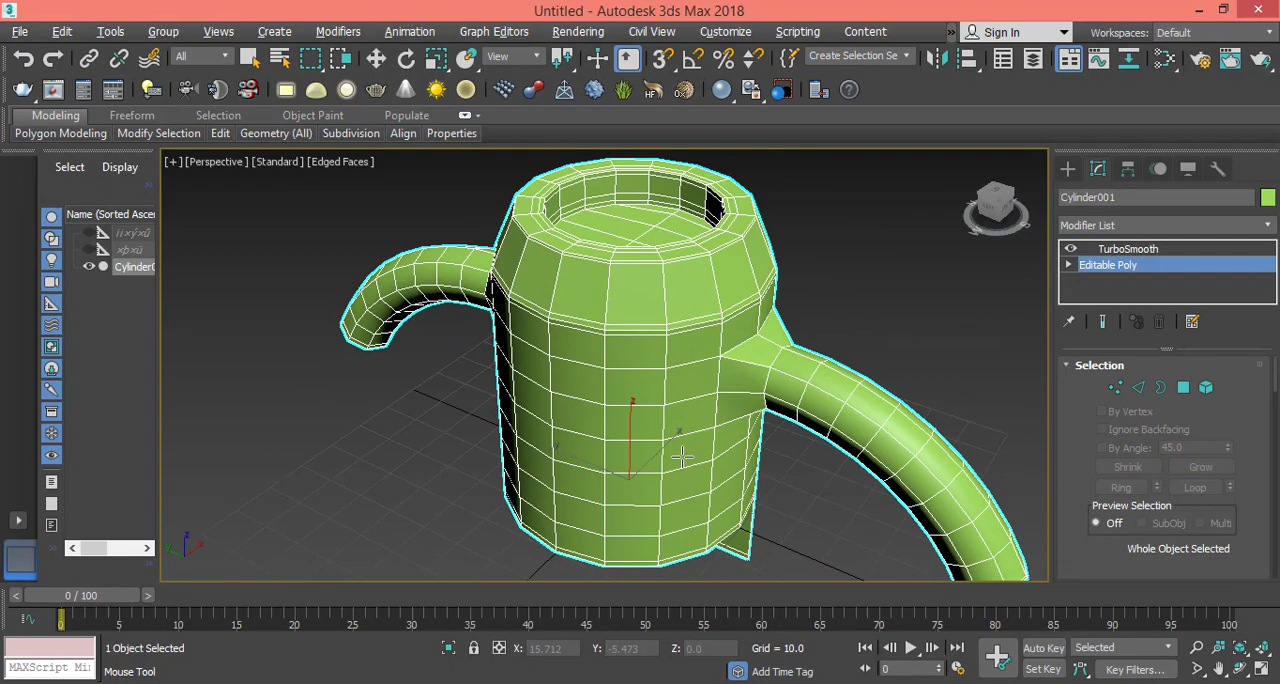 Untitled - Autodesk 3ds Max 2018
File Edit Tools Group Views Create Modifiers Animation Graph Editors Rendering Civil View Customize Scripting Content » Sign In Workspaces: Default
All View Create Selection Se
Modeling Freeform Selection Object Paint Populate
Polygon Modeling Modify Selection Edit Geometry (All) Subdivision Align Properties
Select Display
[+] [Perspective] [Standard] [Edged Faces]
Name (Sorted Ascen
Cylinder0
Cylinder001
Modifier List
TurboSmooth
Editable Poly
Selection
By Vertex
Ignore Backfacing
By Angle: 45.0
Shrink Grow
Ring Loop
Preview Selection
Off SubObj Multi
Whole Object Selected
z
x
y
z
x
y
< 0 / 100 >
0 5 10 15 20 25 30 35 40 45 50 55 60 65 70 75 80 85 90 95 100
1 Object Selected X: 15.712 Y: -5.473 Z: 0.0 Grid = 10.0 Auto Key Selected
MAXScript Mi: Mouse Tool Add Time Tag 0 Set Key Key Filters...